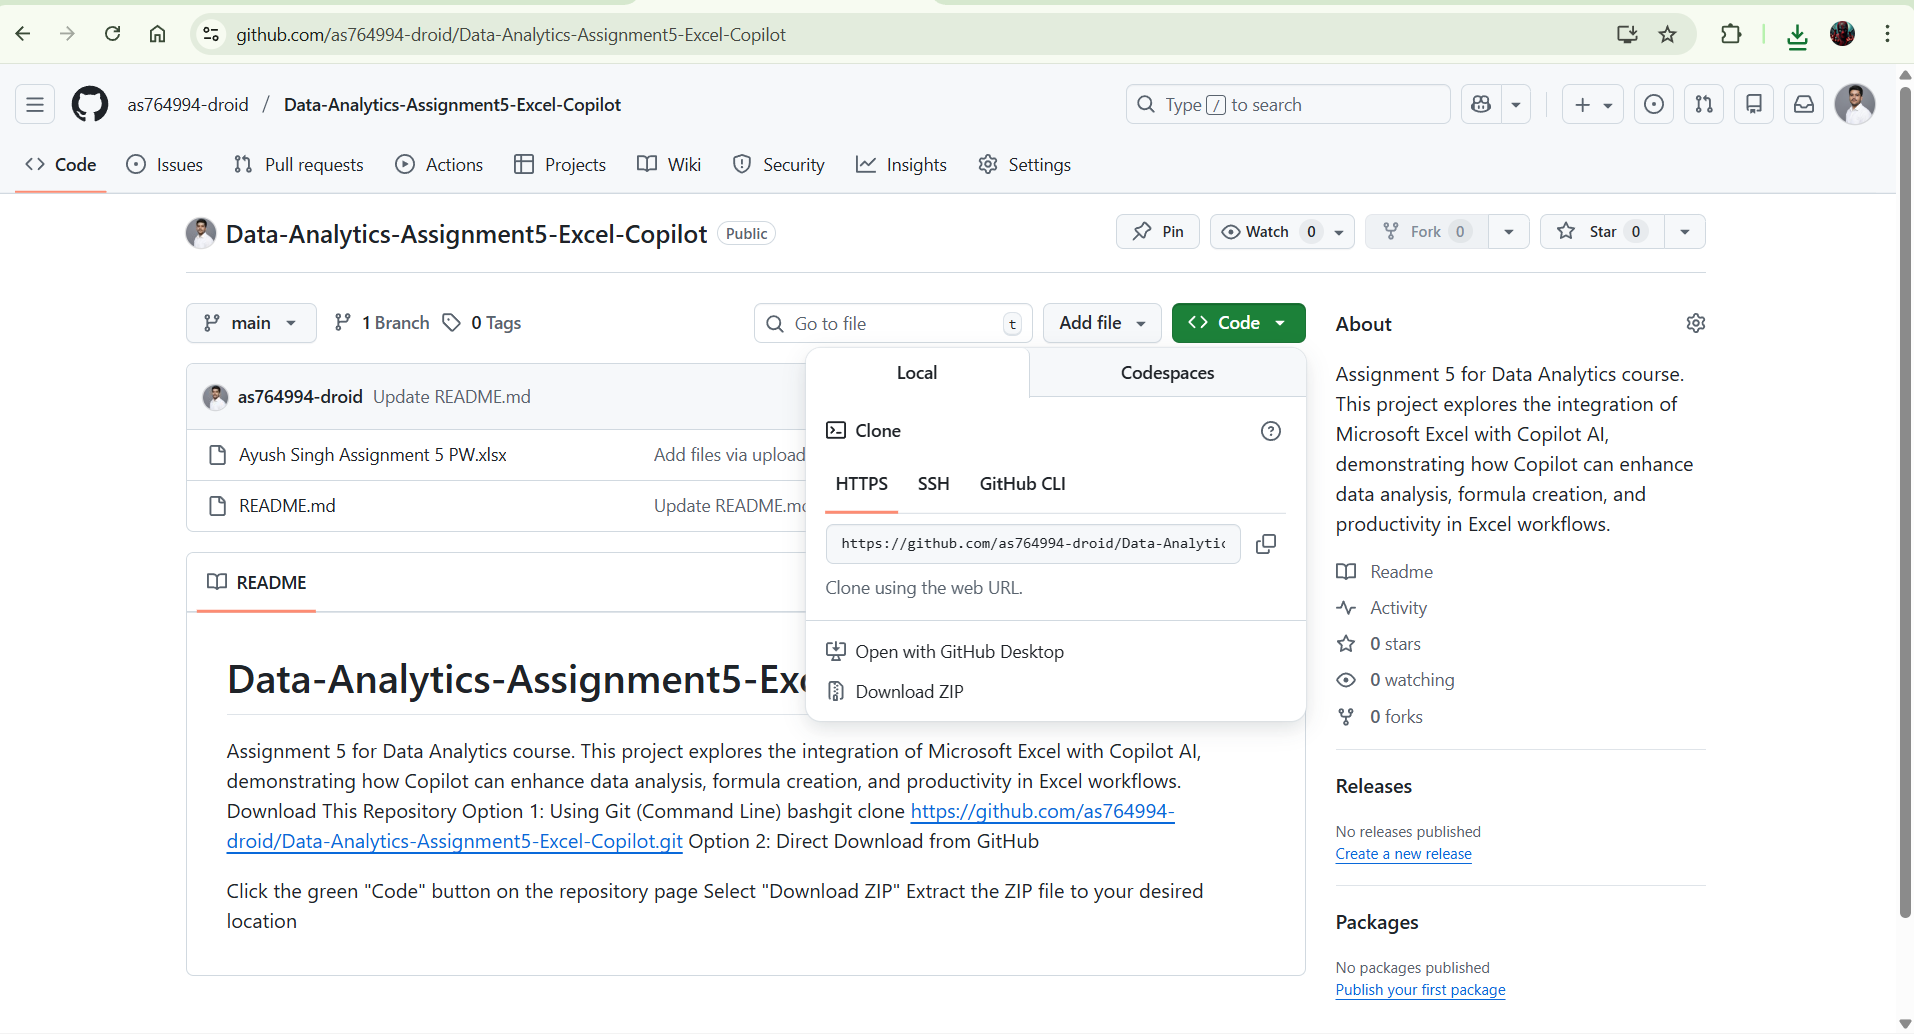 github.com/as764994-droid/Data-Analytics-Assignment5-Excel-Copilot
as764994-droid / Data-Analytics-Assignment5-Excel-Copilot
Type / to search
Code Issues Pull requests Actions Projects Wiki Security Insights Settings
Data-Analytics-Assignment5-Excel-Copilot Public
Pin Watch 0 Fork 0 Star 0
main 1 Branch 0 Tags
Go to file t Add file Code
Local Codespaces
Clone
HTTPS SSH GitHub CLI
https://github.com/as764994-droid/Data-Analytic
Clone using the web URL.
Open with GitHub Desktop
Download ZIP
as764994-droid Update README.md
Ayush Singh Assignment 5 PW.xlsx Add files via upload
README.md Update README.md
README
Data-Analytics-Assignment5-Exc
Assignment 5 for Data Analytics course. This project explores the integration of Microsoft Excel with Copilot AI,
demonstrating how Copilot can enhance data analysis, formula creation, and productivity in Excel workflows.
Download This Repository Option 1: Using Git (Command Line) bashgit clone https://github.com/as764994-
droid/Data-Analytics-Assignment5-Excel-Copilot.git Option 2: Direct Download from GitHub
Click the green "Code" button on the repository page Select "Download ZIP" Extract the ZIP file to your desired
location
About
Assignment 5 for Data Analytics course.
This project explores the integration of
Microsoft Excel with Copilot AI,
demonstrating how Copilot can enhance
data analysis, formula creation, and
productivity in Excel workflows.
Readme
Activity
0 stars
0 watching
0 forks
Releases
No releases published
Create a new release
Packages
No packages published
Publish your first package